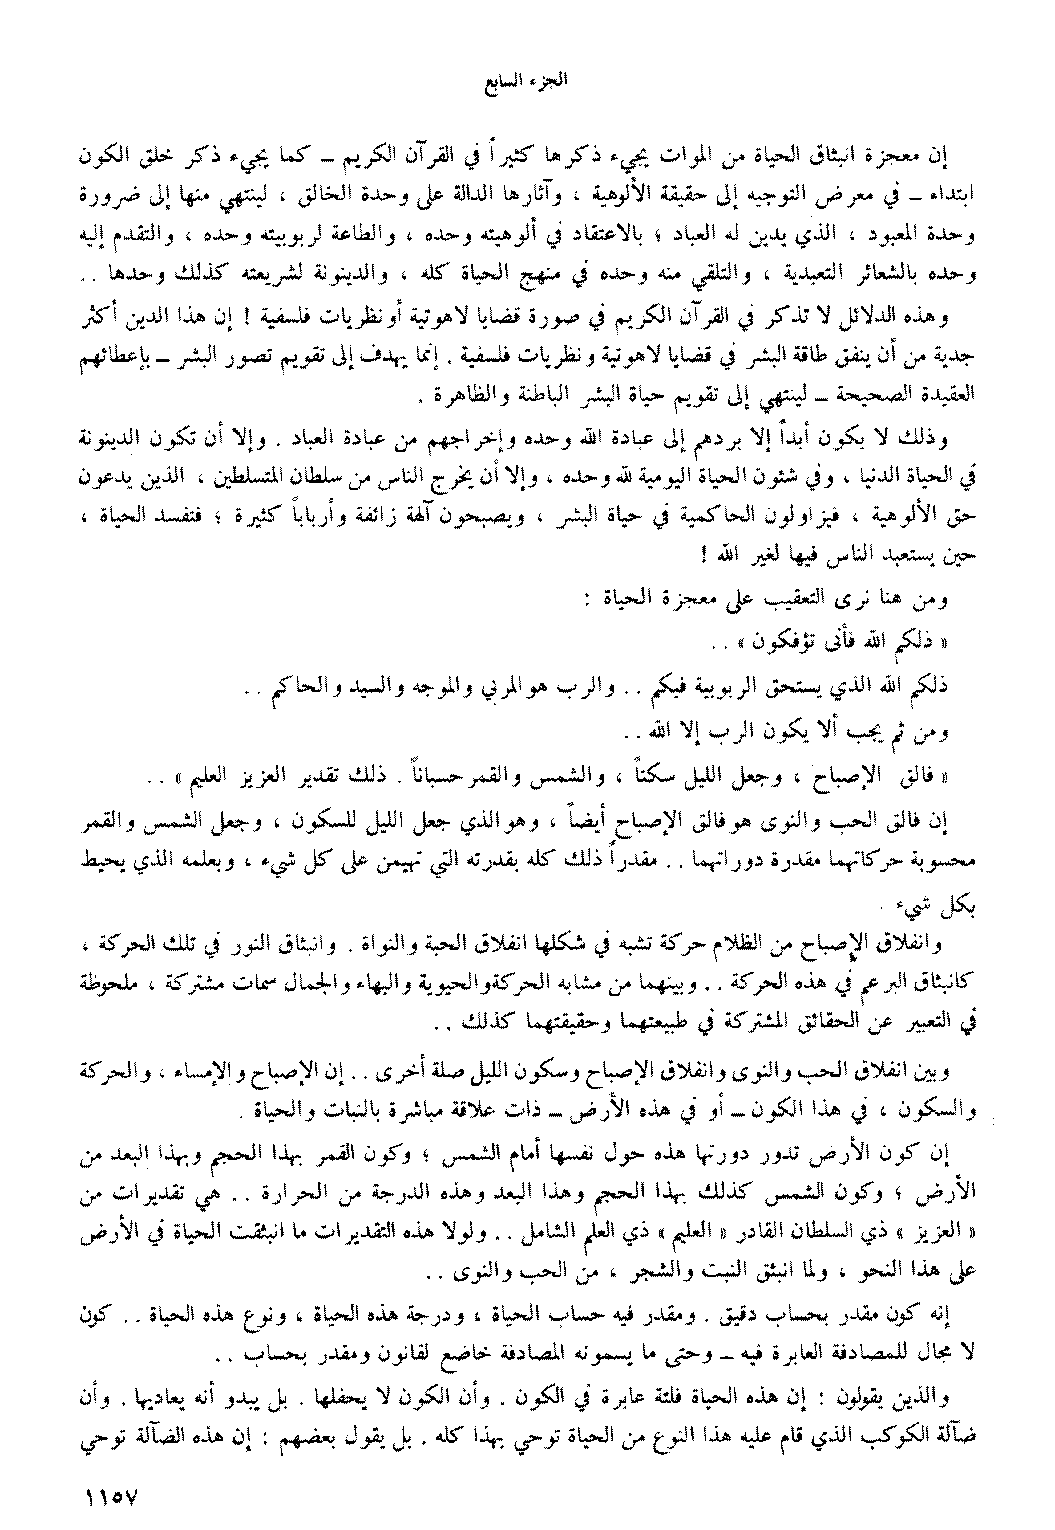 الجزء السابع
إن معجزة انبثاق الحياة من الموات يجيء ذكرها كثيراً في القرآن الكريم – كما يجيء ذكر خلق الكون
ابتداء – في معرض التوجيه إلى حقيقة الألوهية ، وآثارها الدالة على وحدة الخالق ، لينتهي منها إلى ضرورة
وحدة المعبود ، الذي يدين له العباد ؛ بالاعتقاد في ألوهيته وحده ، والطاعة لربوبيته وحده ، والتقدم إليه
وحده بالشعائر التعبدية ، والتلقي منه وحده في منهج الحياة كله ، والدينونة لشريعته كذلك وحدها ..
وهذه الدلائل لا تذكر في القرآن الكريم في صورة قضايا لاهوتية أو نظريات فلسفية ! إن هذا الدين أكثر
جدية من أن ينفق طاقة البشر في قضايا لاهوتية ونظريات فلسفية . إنما يهدف إلى تقويم تصور البشر – بإعطائهم
العقيدة الصحيحة – لينتهي إلى تقويم حياة البشر الباطنة والظاهرة .
وذلك لا يكون أبداً إلا بردهم إلى عبادة الله وحده وإخراجهم من عبادة العباد . وإلا أن تكون الدينونة
في الحياة الدنيا ، وفي شئون الحياة اليومية لله وحده ، وإلا أن يخرج الناس من سلطان المتسلطين ، الذين يدعون
حق الألوهية ، فيزاولون الحاكمية في حياة البشر ، ويصبحون آلهة زائفة وأرباباً كثيرة ؛ فتفسد الحياة ،
حين يستعبد الناس فيها لغير الله !
ومن هنا نرى التعقيب على معجزة الحياة :
« ذلكم الله فأنى تؤفكون » ..
ذلكم الله الذي يستحق الربوبية فيكم .. والرب هو المربي والموجه والسيد والحاكم ..
ومن ثم يجب ألا يكون الرب إلا الله ..
« فالق الإصباح ، وجعل الليل سكناً ، والشمس والقمر حسباناً . ذلك تقدير العزيز العليم » ..
إن فالق الحب والنوى هو فالق الإصباح أيضاً ، وهو الذي جعل الليل للسكون ، وجعل الشمس والقمر
محسوبة حركاتهما مقدرة دوراتهما .. مقدراً ذلك كله بقدرته التي تهيمن على كل شيء ، وبعلمه الذي يحيط
بكل شيء .
وانفلاق الإصباح من الظلام حركة تشبه في شكلها انفلاق الحبة والنواة . وانبثاق النور في تلك الحركة ،
كانبثاق البرعم في هذه الحركة .. وبينهما من مشابه الحركة والحيوية والبهاء والجمال سمات مشتركة ، ملحوظة
في التعبير عن الحقائق المشتركة في طبيعتهما وحقيقتهما كذلك ..
وبين انفلاق الحب والنوى وانفلاق الإصباح وسكون الليل صلة أخرى .. إن الإصباح والإمساء ، والحركة
والسكون ، في هذا الكون – أو في هذه الأرض – ذات علاقة مباشرة بالنبات والحياة .
إن كون الأرض تدور دورتها هذه حول نفسها أمام الشمس ؛ وكون القمر بهذا الحجم وبهذا البعد من
الأرض ؛ وكون الشمس كذلك بهذا الحجم وهذا البعد وهذه الدرجة من الحرارة .. هي تقديرات من
« العزيز » ذي السلطان القادر « العليم » ذي العلم الشامل .. ولولا هذه التقديرات ما انبثقت الحياة في الأرض
على هذا النحو ، ولما انبثق النبت والشجر ، من الحب والنوى ..
إنه كون مقدر بحساب دقيق . ومقدر فيه حساب الحياة ، ودرجة هذه الحياة ، ونوع هذه الحياة .. كون
لا مجال للمصادفة العابرة فيه – وحتى ما يسمونه المصادفة خاضع لقانون ومقدر بحساب ..
والذين يقولون : إن هذه الحياة فلتة عابرة في الكون . وأن الكون لا يحفلها . بل يبدو أنه يعاديها . وأن
ضآلة الكوكب الذي قام عليه هذا النوع من الحياة توحي بهذا كله . بل يقول بعضهم : إن هذه الضآلة توحي
١١٥٧